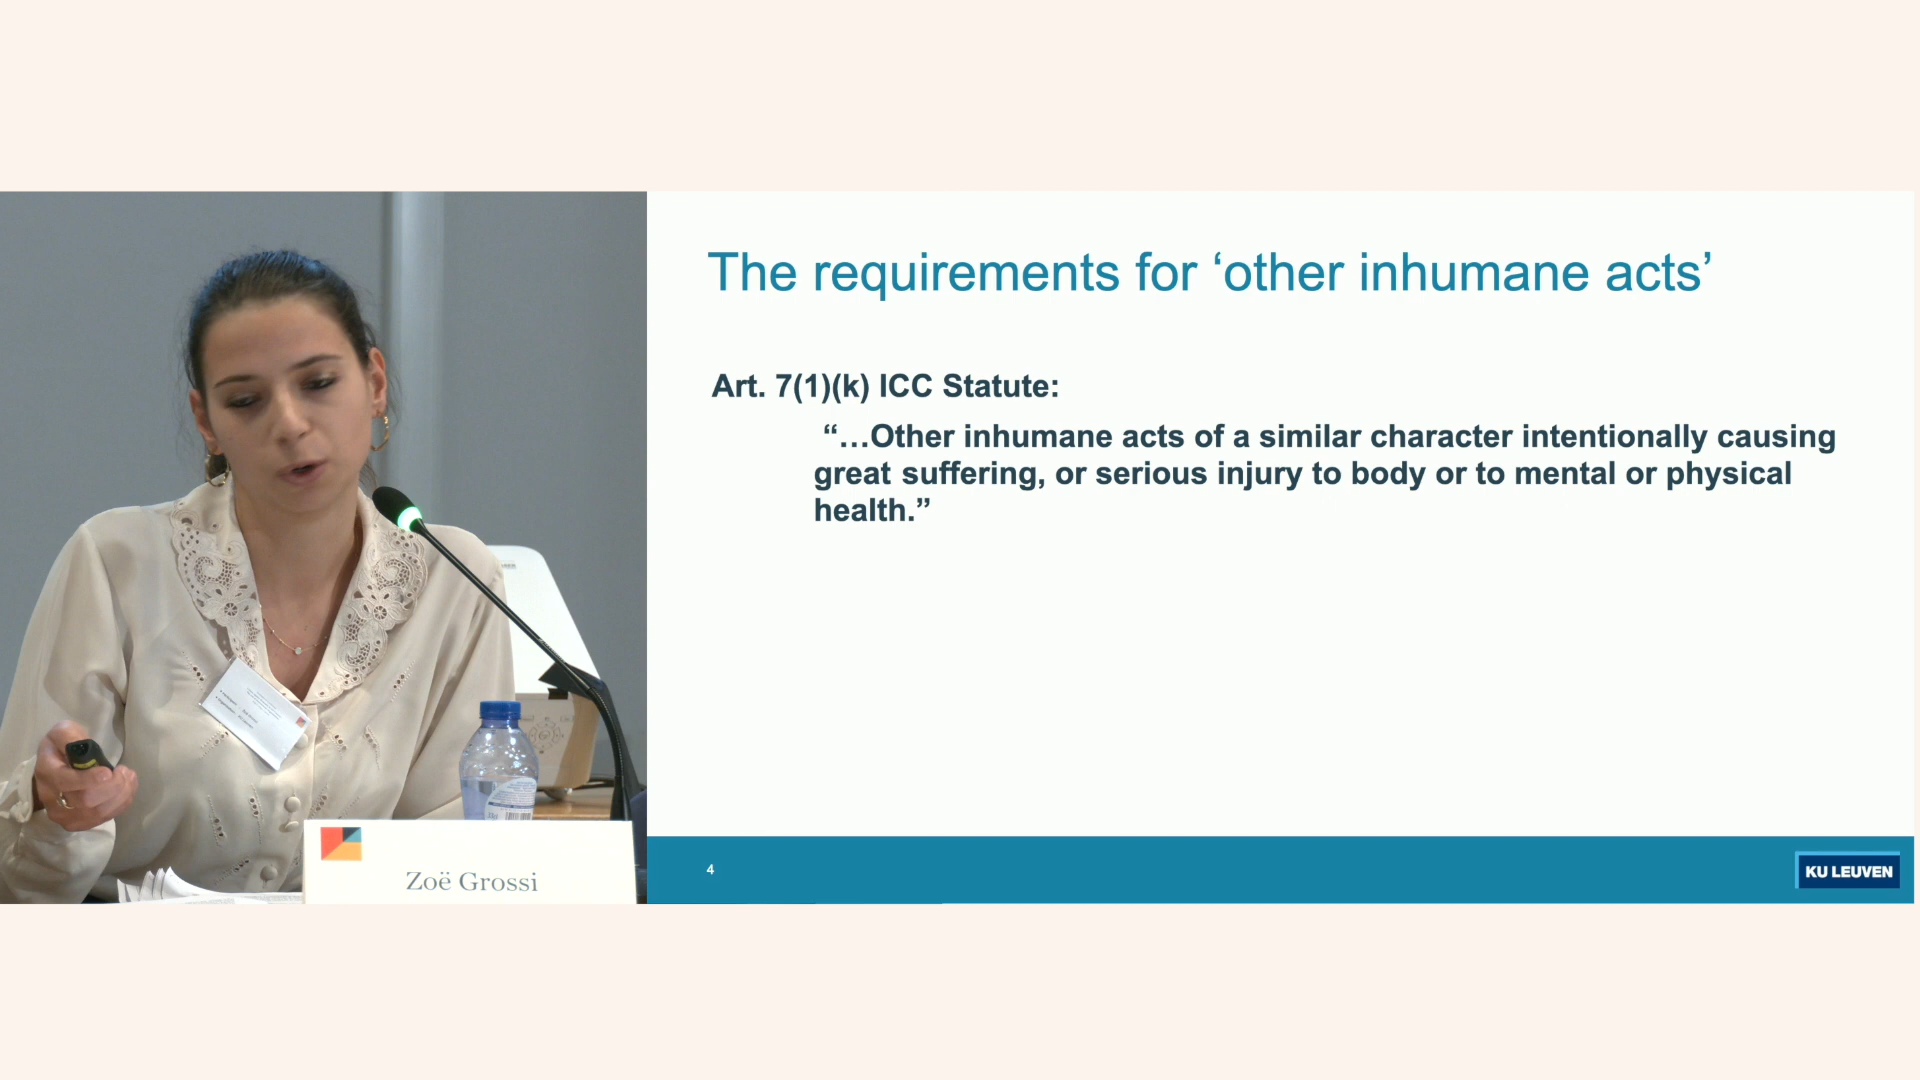 The requirements for ‘other inhumane acts’
Art. 7(1)(k) ICC Statute:
“…Other inhumane acts of a similar character intentionally causing
great suffering, or serious injury to body or to mental or physical
health.”
4
KU LEUVEN
Zoë Grossi